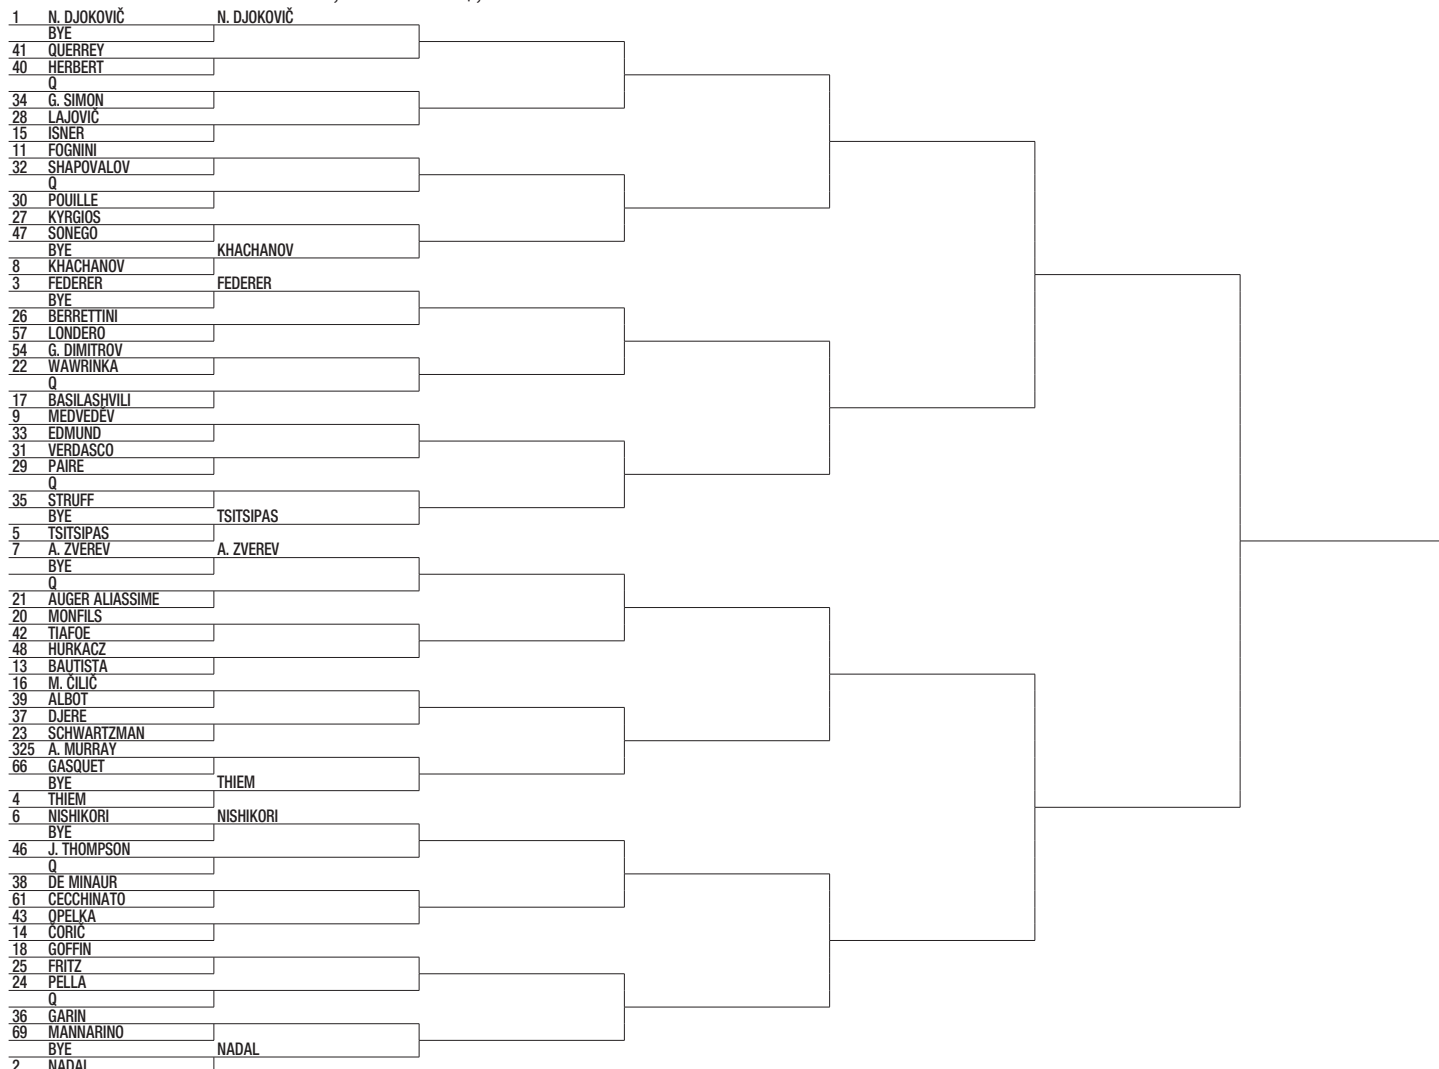 1 N. DJOKOVIČ N. DJOKOVIČ
BYE
41 QUERREY
40 HERBERT
Q
34 G. SIMON
28 LAJOVIČ
15 ISNER
11 FOGNINI
32 SHAPOVALOV
Q
30 POUILLE
27 KYRGIOS
47 SONEGO
BYE KHACHANOV
8 KHACHANOV
3 FEDERER FEDERER
BYE
26 BERRETTINI
57 LONDERO
54 G. DIMITROV
22 WAWRINKA
Q
17 BASILASHVILI
9 MEDVEDĚV
33 EDMUND
31 VERDASCO
29 PAIRE
Q
35 STRUFF
BYE TSITSIPAS
5 TSITSIPAS
7 A. ZVEREV A. ZVEREV
BYE
Q
21 AUGER ALIASSIME
20 MONFILS
42 TIAFOE
48 HURKACZ
13 BAUTISTA
16 M. ČILIČ
39 ALBOT
37 DJERE
23 SCHWARTZMAN
325 A. MURRAY
66 GASQUET
BYE THIEM
4 THIEM
6 NISHIKORI NISHIKORI
BYE
46 J. THOMPSON
Q
38 DE MINAUR
61 CECCHINATO
43 OPELKA
14 ČORIČ
18 GOFFIN
25 FRITZ
24 PELLA
Q
36 GARIN
69 MANNARINO
BYE NADAL
2 NADAL